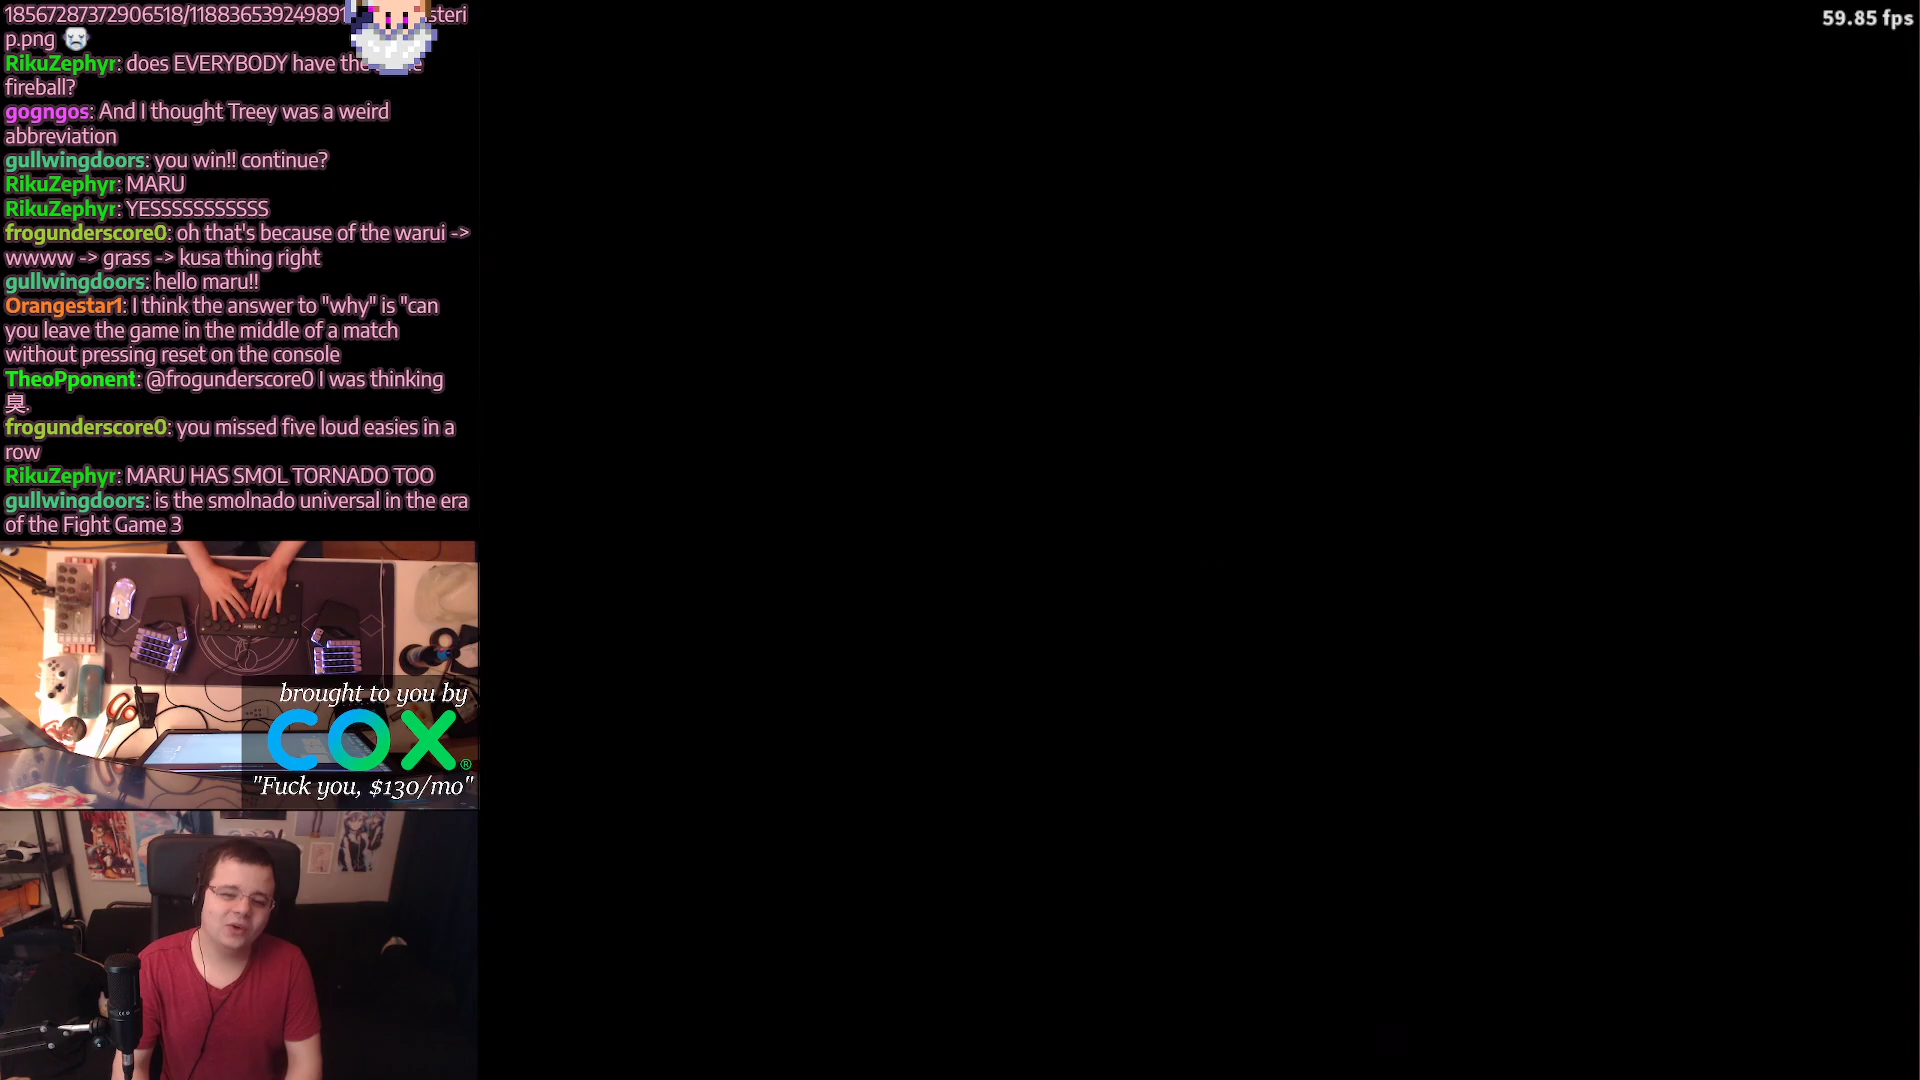 18567287372906518/118836539249891
steri
p.png
RikuZephyr: does EVERYBODY have the
fireball?
gogngos: And I thought Treey was a weird
abbreviation
gullwingdoors: you win!! continue?
RikuZephyr: MARU
RikuZephyr: YESSSSSSSSSSS
frogunderscore0: oh that's because of the warui ->
wwww -> grass -> kusa thing right
gullwingdoors: hello maru!!
Orangestar1: I think the answer to "why" is "can
you leave the game in the middle of a match
without pressing reset on the console
TheoPponent: @frogunderscore0 I was thinking
臭.
frogunderscore0: you missed five loud easies in a
row
RikuZephyr: MARU HAS SMOL TORNADO TOO
gullwingdoors: is the smolnado universal in the era
of the Fight Game 3
59.85 fps
brought to you by
COX®
"Fuck you, $130/mo"